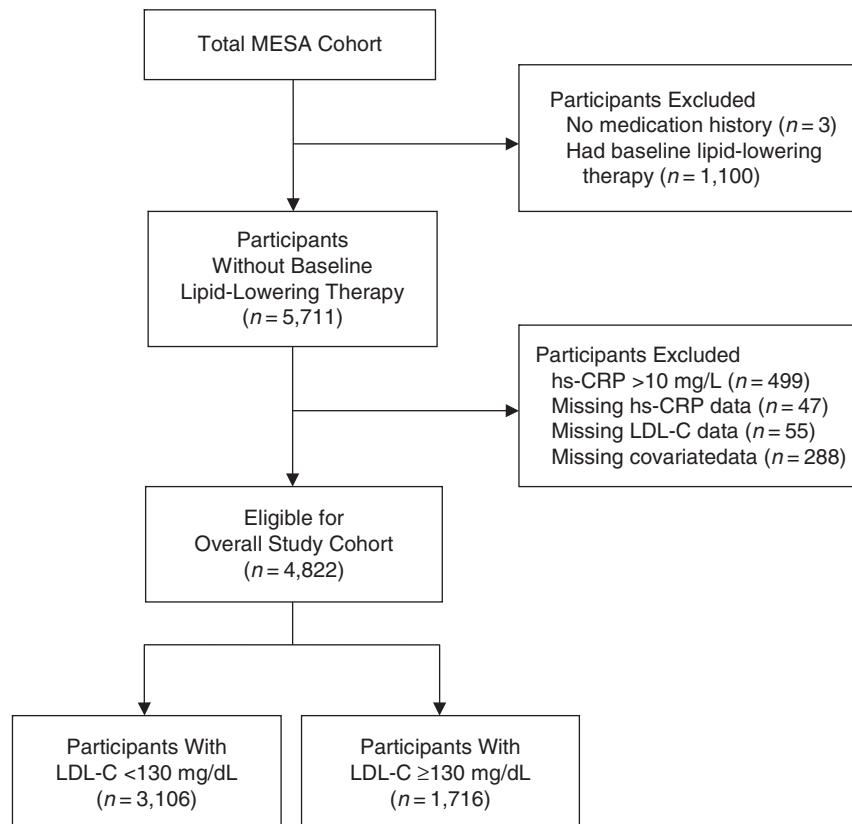 Total MESA Cohort
Participants Excluded
No medication history (n = 3)
Had baseline lipid-lowering
therapy (n = 1,100)
Participants
Without Baseline
Lipid-Lowering Therapy
(n = 5,711)
Participants Excluded
hs-CRP >10 mg/L (n = 499)
Missing hs-CRP data (n = 47)
Missing LDL-C data (n = 55)
Missing covariatedata (n = 288)
Eligible for
Overall Study Cohort
(n = 4,822)
Participants With
LDL-C <130 mg/dL
(n = 3,106)
Participants With
LDL-C ≥130 mg/dL
(n = 1,716)